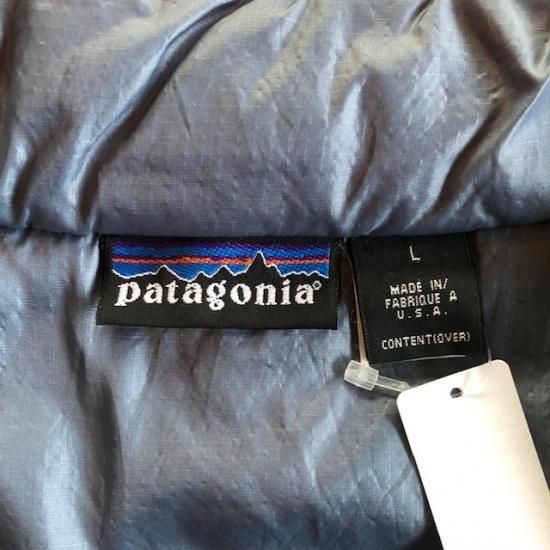 patagonia®
L
MADE IN/
FABRIQUE A
U.S.A.
CONTENT(OVER)